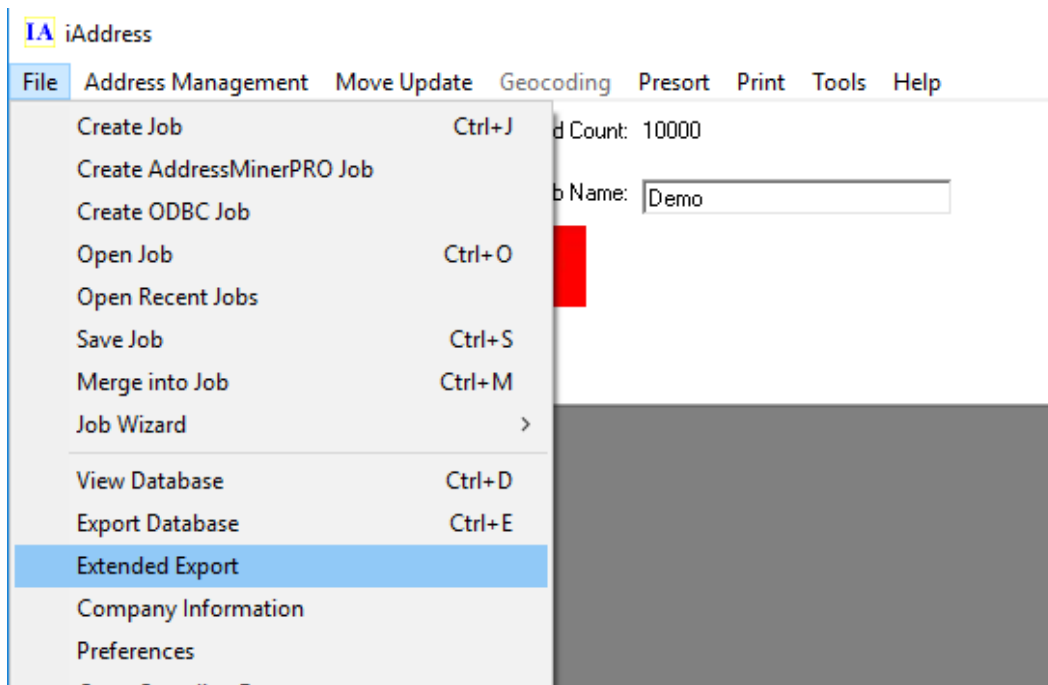 IA iAddress
File Address Management Move Update Geocoding Presort Print Tools Help
Create Job Ctrl+J
d Count: 10000
Create AddressMinerPRO Job
b Name: Demo
Create ODBC Job
Open Job Ctrl+O
Open Recent Jobs
Save Job Ctrl+S
Merge into Job Ctrl+M
Job Wizard >
View Database Ctrl+D
Export Database Ctrl+E
Extended Export
Company Information
Preferences